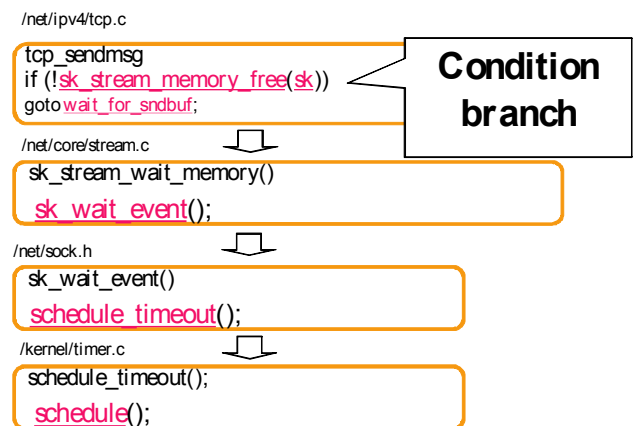 /net/ipv4/tcp.c
tcp_sendmsg
if (!sk_stream_memory_free(sk))
goto wait_for_sndbuf;
Condition
branch
/net/core/stream.c
sk_stream_wait_memory()
sk_wait_event();
/net/sock.h
sk_wait_event()
schedule_timeout();
/kernel/timer.c
schedule_timeout();
schedule();